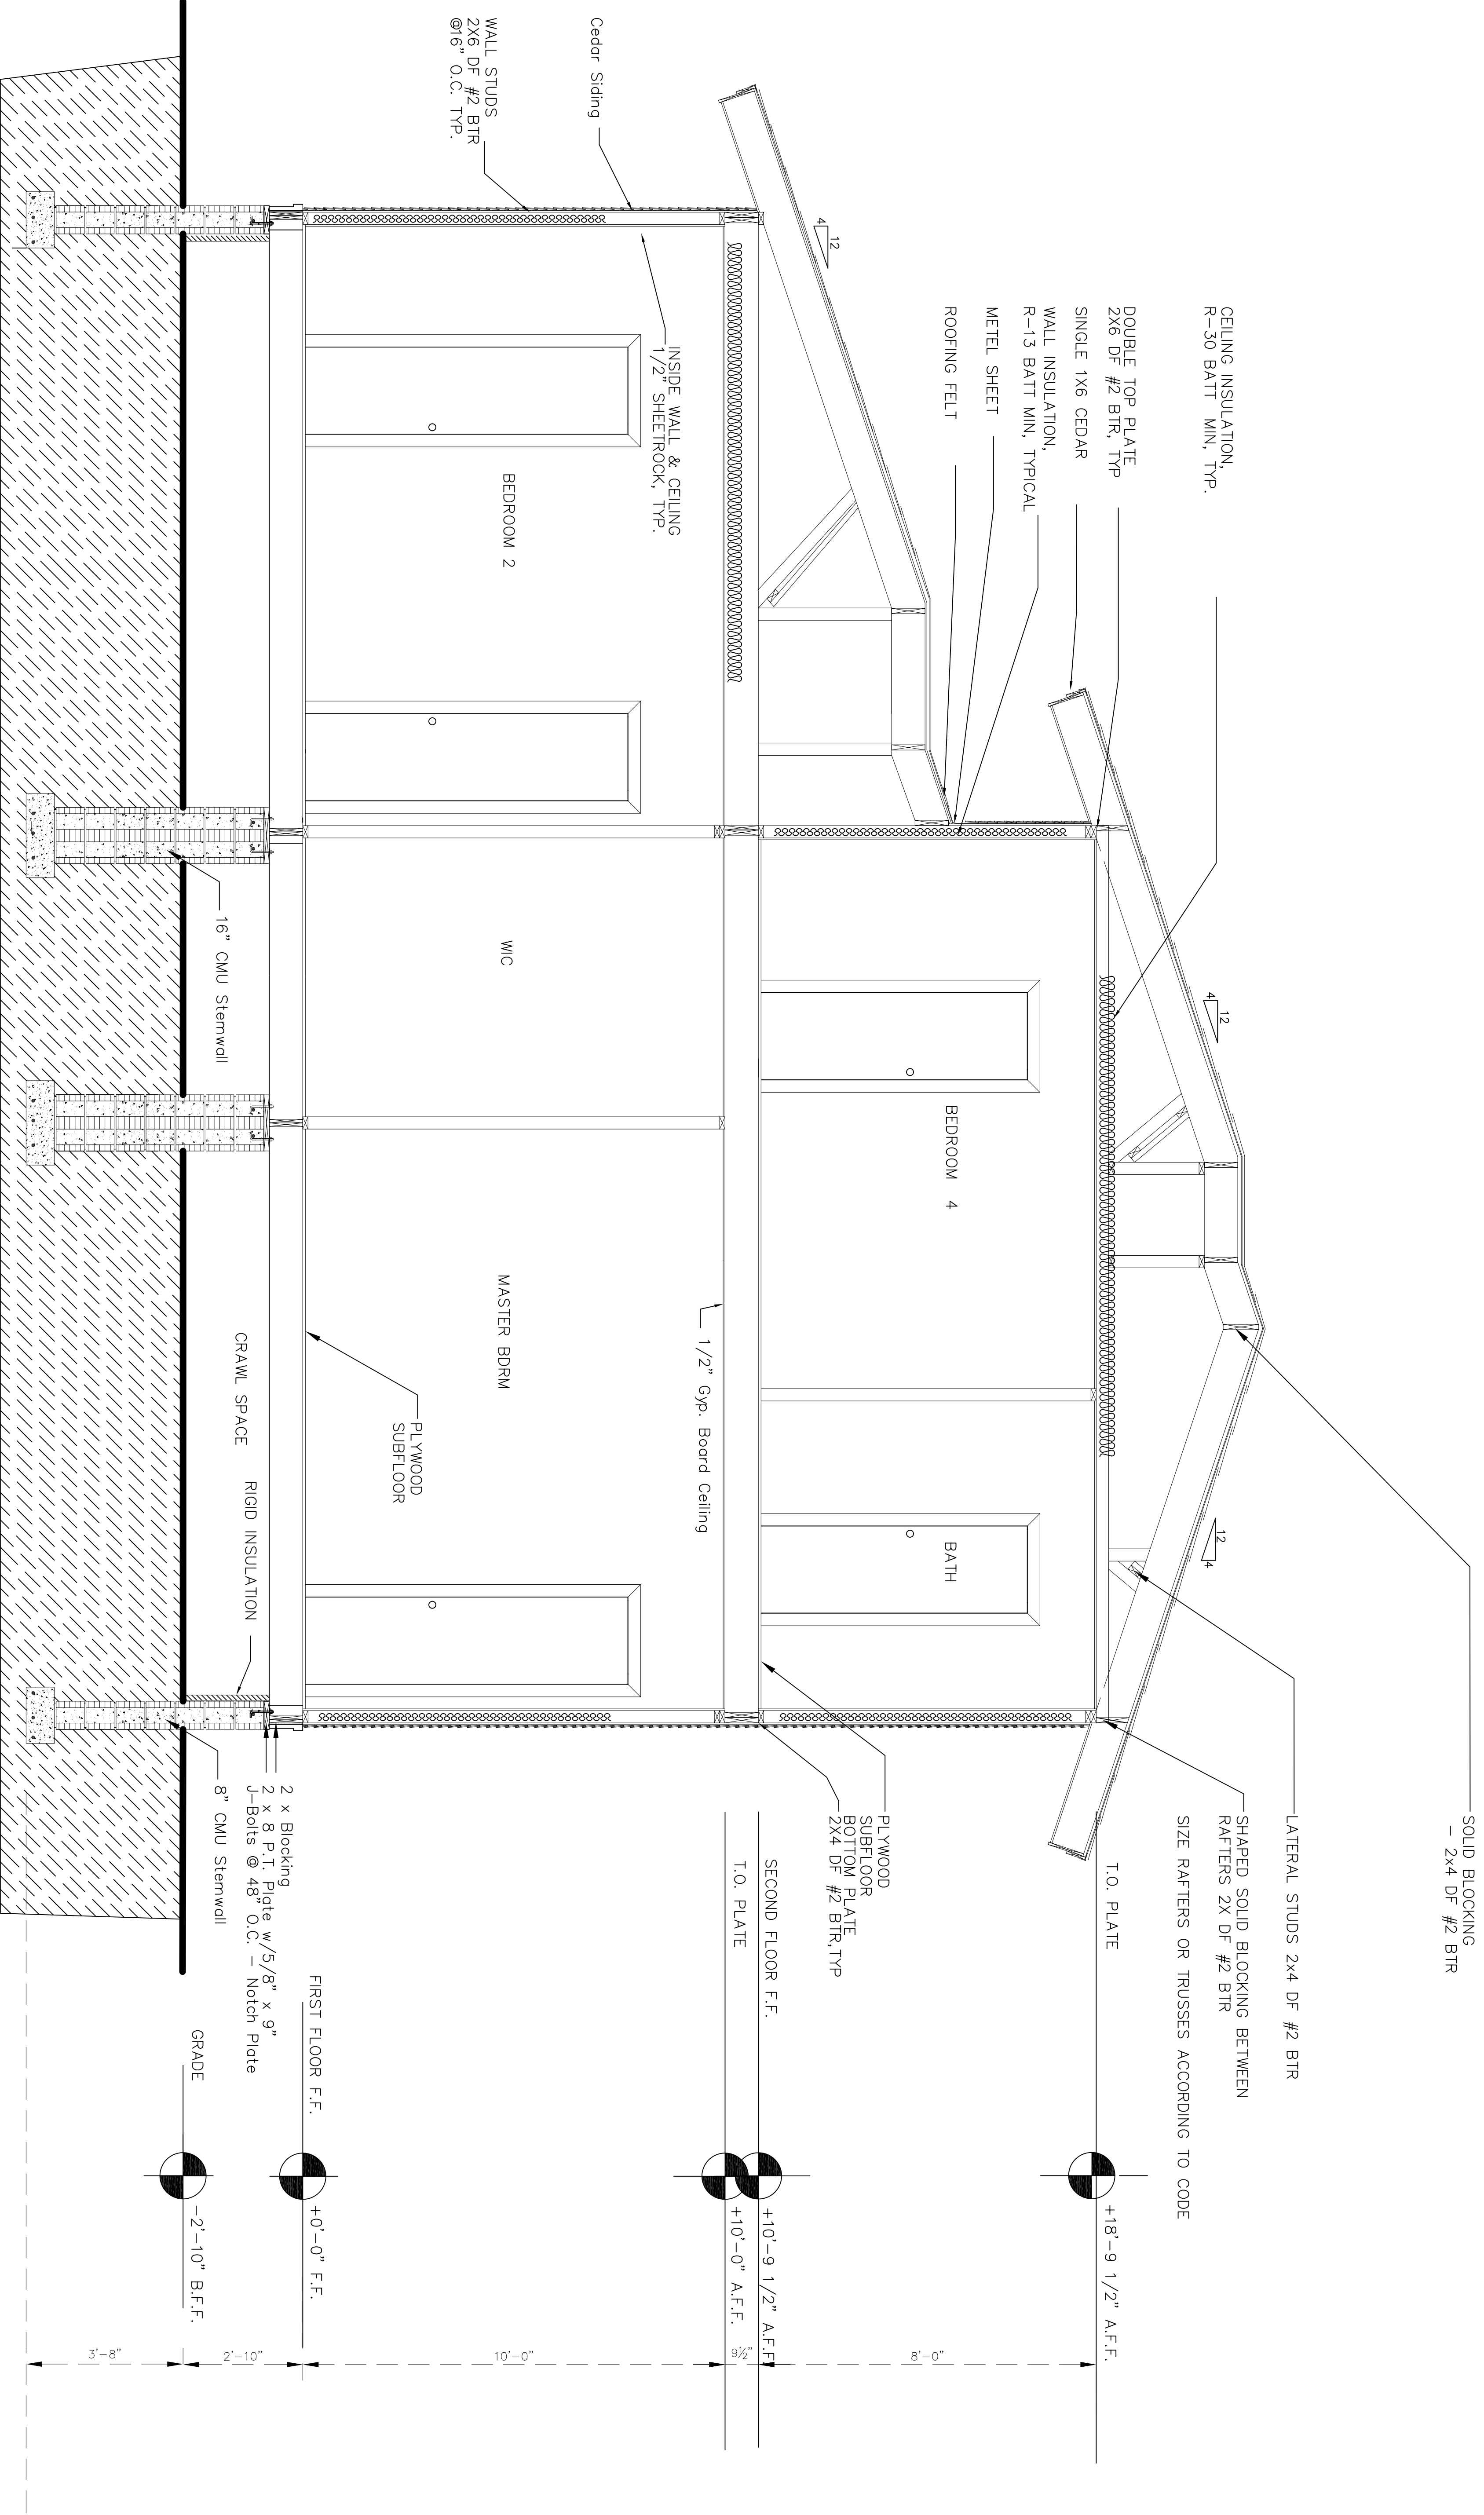 SOLID BLOCKING
- 2x4 DF #2 BTR
LATERAL STUDS 2x4 DF #2 BTR
SHAPED SOLID BLOCKING BETWEEN
RAFTERS 2X DF #2 BTR
SIZE RAFTERS OR TRUSSES ACCORDING TO CODE
CEILING INSULATION,
R-30 BATT MIN, TYP.
DOUBLE TOP PLATE
2X6 DF #2 BTR, TYP
SINGLE 1X6 CEDAR
WALL INSULATION,
R-13 BATT MIN, TYPICAL
METEL SHEET
ROOFING FELT
12
4
12
4
12
4
T.O. PLATE
+18'-9 1/2" A.F.F.
BEDROOM 4
BATH
8'-0"
PLYWOOD
SUBFLOOR
BOTTOM PLATE
2X4 DF #2 BTR,TYP
SECOND FLOOR F.F.
+10'-9 1/2" A.F.F.
T.O. PLATE
+10'-0" A.F.F.
9½"
1/2" Gyp. Board Ceiling
INSIDE WALL & CEILING
1/2" SHEETROCK, TYP.
Cedar Siding
WALL STUDS
2X6 DF #2 BTR
@16" O.C. TYP.
BEDROOM 2
WIC
MASTER BDRM
10'-0"
PLYWOOD
SUBFLOOR
FIRST FLOOR F.F.
+0'-0" F.F.
2 x Blocking
2 x 8 P.T. Plate w/5/8" x 9"
J-Bolts @ 48" O.C. - Notch Plate
RIGID INSULATION
CRAWL SPACE
16" CMU Stemwall
8" CMU Stemwall
2'-10"
GRADE
-2'-10" B.F.F.
3'-8"